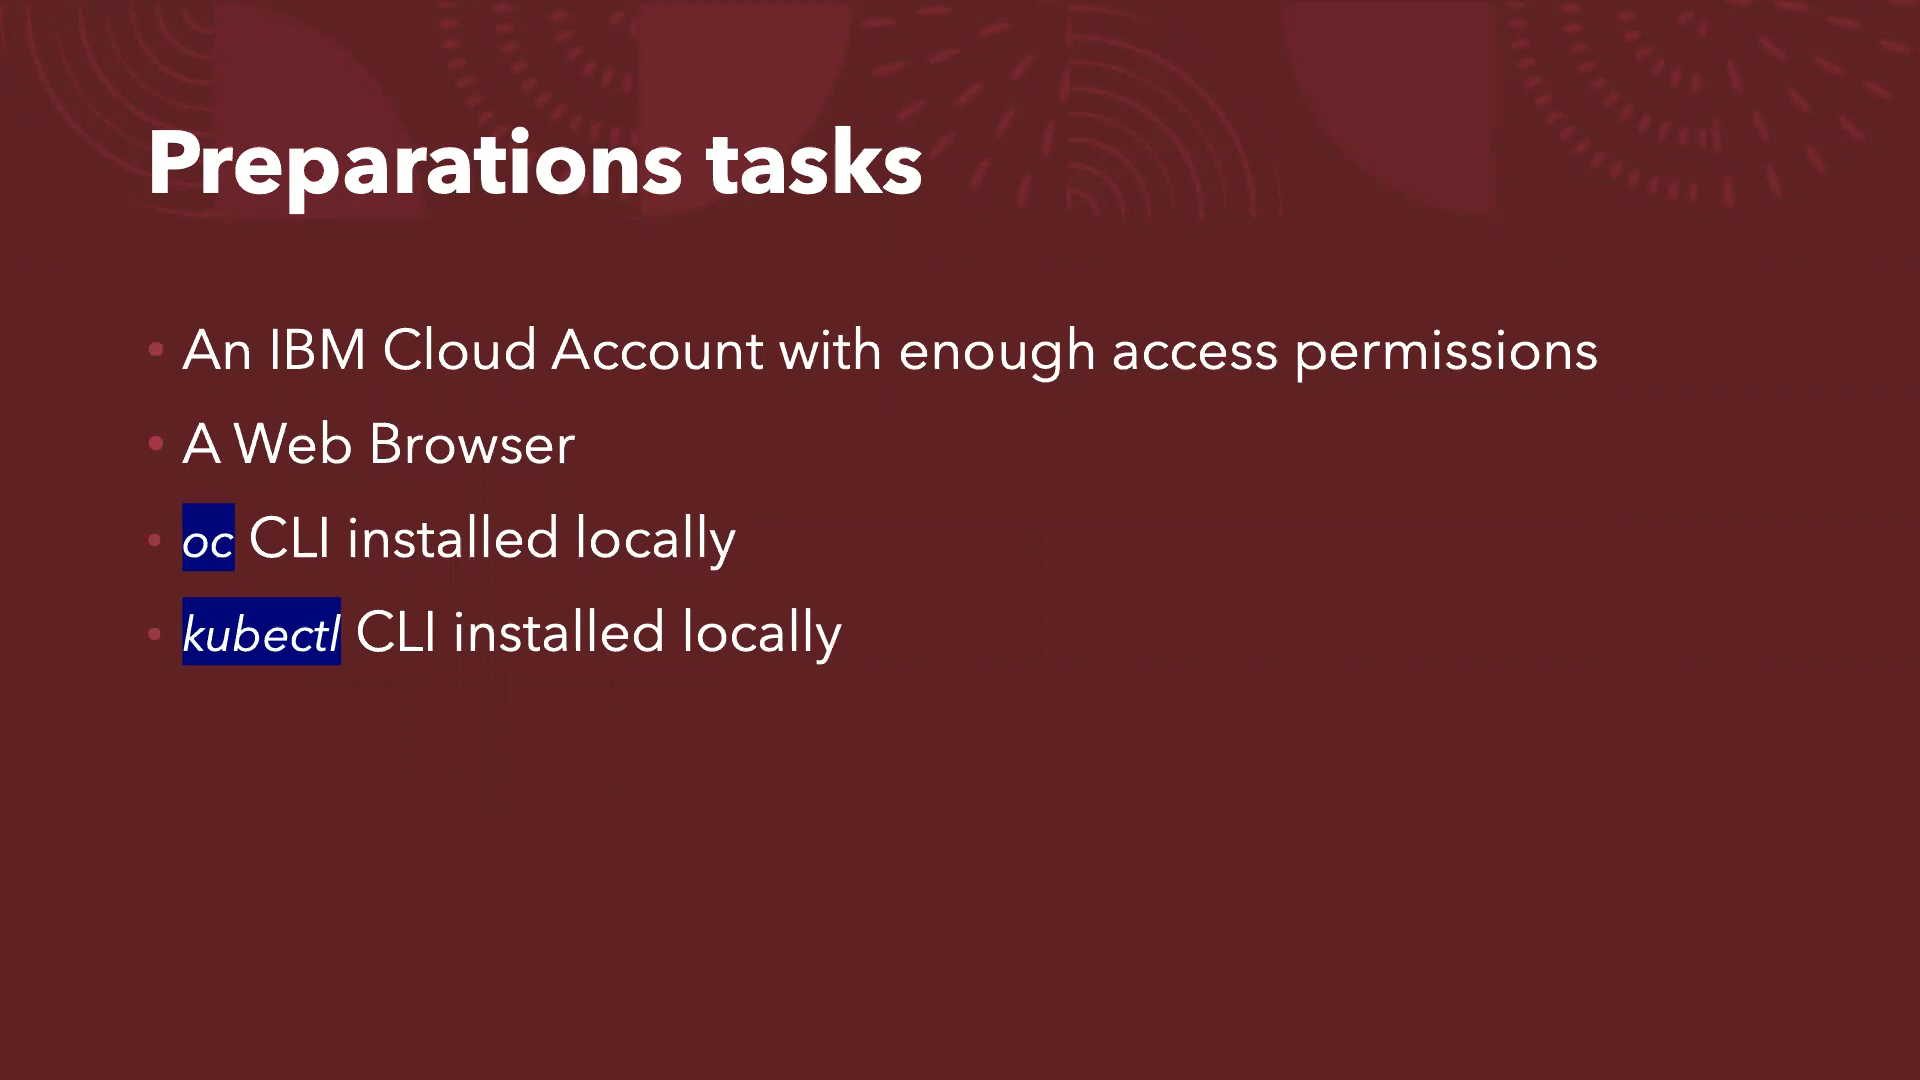 Preparations tasks
• An IBM Cloud Account with enough access permissions
• A Web Browser
• oc CLI installed locally
• kubectl CLI installed locally